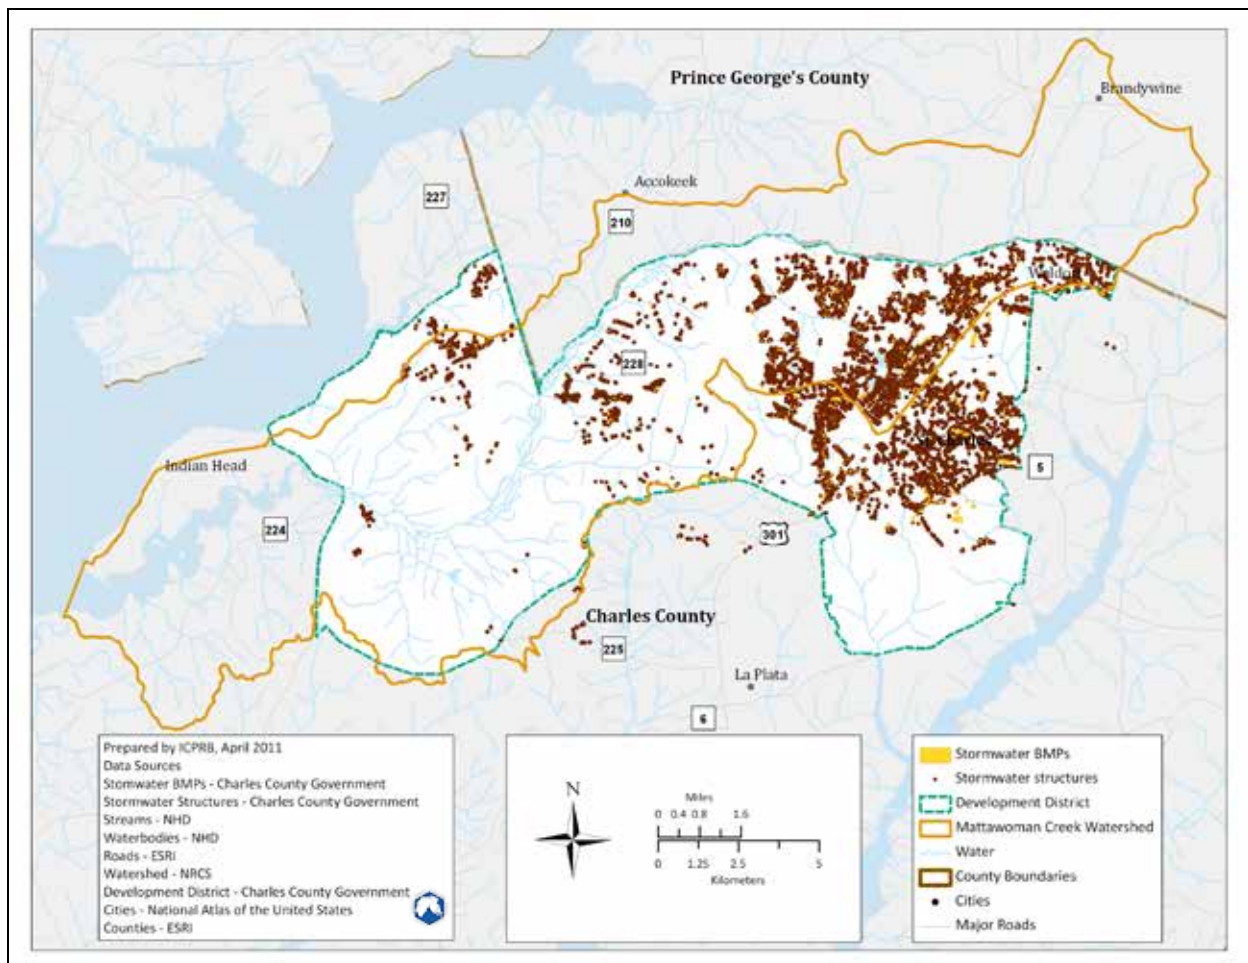 Prince George's County
Brandywine
Accokeek
227
210
228
Indian Head
5
224
301
Charles County
225
La Plata
6
Prepared by ICPRB, April 2011
Data Sources
Stomwater BMPs - Charles County Government
Stormwater Structures - Charles County Government
Streams - NHD
Waterbodies - NHD
Roads - ESRI
Watershed - NRCS
Development District - Charles County Government
Cities - National Atlas of the United States
Counties - ESRI
N
Miles
0 0.4 0.8 1.6
0 1.25 2.5 5
Kilometers
Stormwater BMPs
Stormwater structures
Development District
Mattawoman Creek Watershed
Water
County Boundaries
Cities
Major Roads